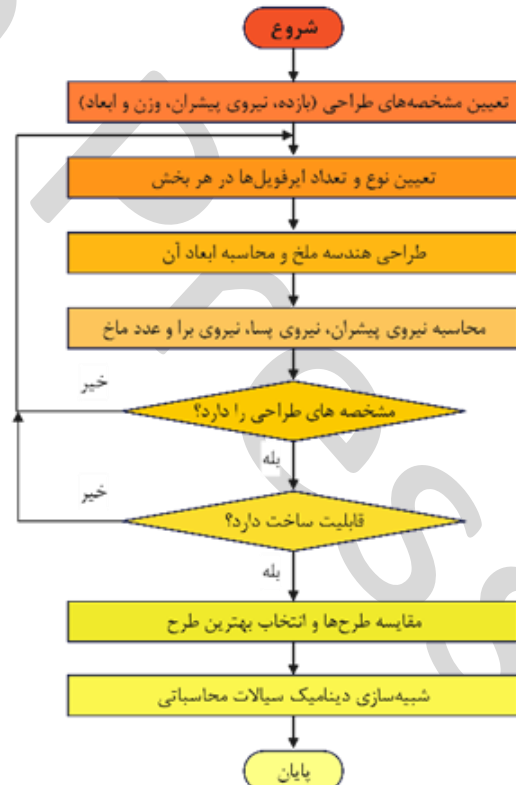 شروع
تعیین مشخصه‌های طراحی (بازده، نیروی پیشران، وزن و ابعاد)
تعیین نوع و تعداد ایرفویل‌ها در هر بخش
طراحی هندسه ملخ و محاسبه ابعاد آن
محاسبه نیروی پیشران، نیروی پسا، نیروی برا و عدد ماخ
خیر
مشخصه های طراحی را دارد؟
بله
خیر
قابلیت ساخت دارد؟
بله
مقایسه طرح‌ها و انتخاب بهترین طرح
شبیه‌سازی دینامیک سیالات محاسباتی
پایان